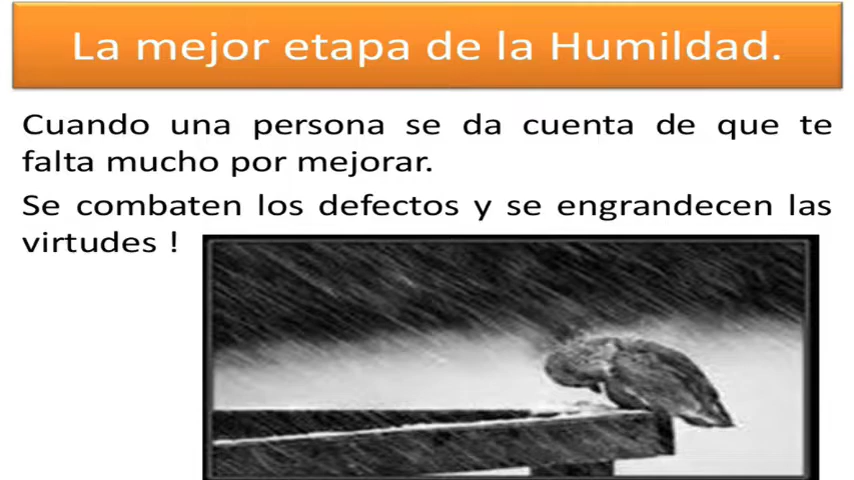 La mejor etapa de la Humildad.
Cuando una persona se da cuenta de que te
falta mucho por mejorar.
Se combaten los defectos y se engrandecen las
virtudes !